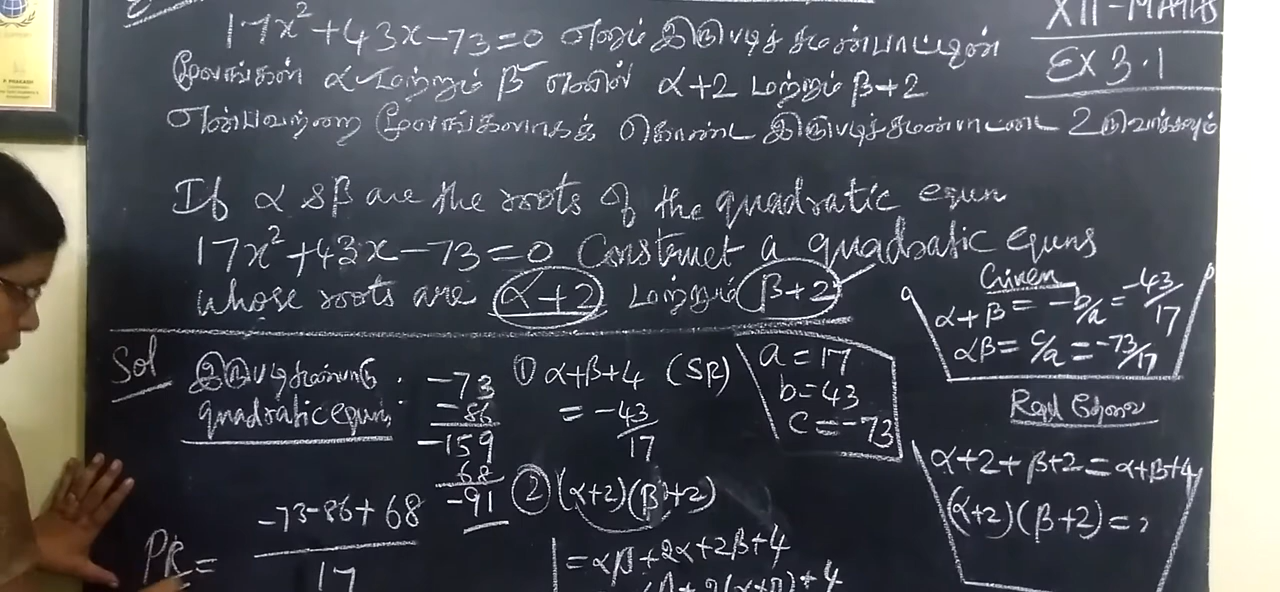 XII-MATHS
Ex 3.1
17x²+43x-73=0 எனும் இருபடிச் சமன்பாட்டின்
மூலங்கள் α மற்றும் β எனில் α+2 மற்றும் β+2
என்பவற்றை மூலங்களாகக் கொண்ட இருபடிச் சமன்பாட்டை உருவாக்கவும்
If α & β are the roots of the quadratic equn
17x²+43x-73=0 Construct a quadratic equns
whose roots are α+2 மற்றும் β+2
Given
α+β = -b/a = -43/17
αβ = c/a = -73/17
Sol
இருபடி சமன்பாடு :
quadratic equn
-73
-86
-159
68
-91
① α+β+4 (SR)
= -43/17
a=17
b=43
c=-73
α+2+β+2=α+β+4
(α+2)(β+2)=?
② (α+2)(β+2)
=αβ+2α+2β+4
PR= -73-86+68
17